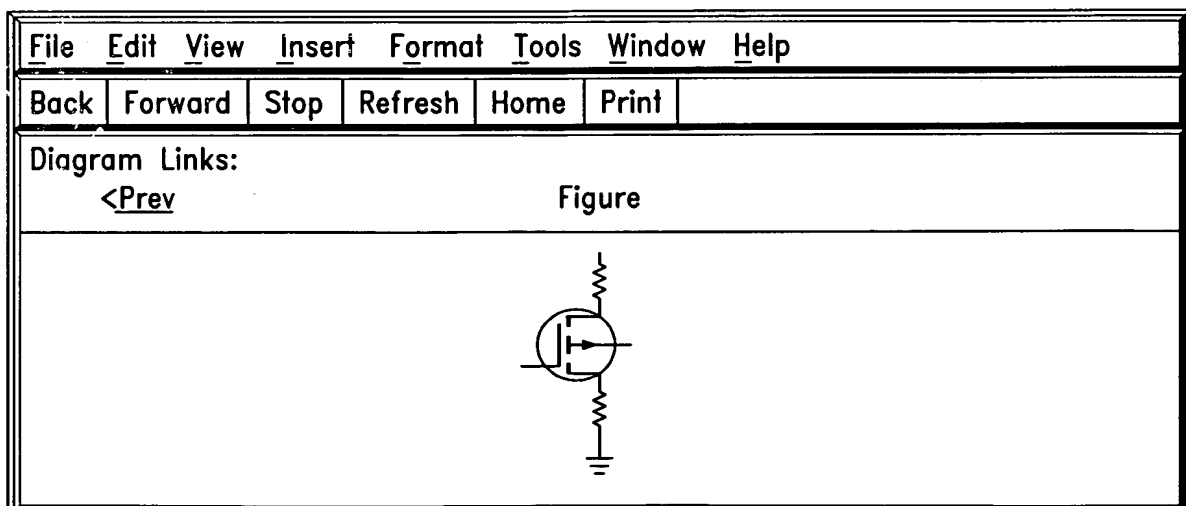 File Edit View Insert Format Tools Window Help
Back Forward Stop Refresh Home Print
Diagram Links:
<Prev Figure